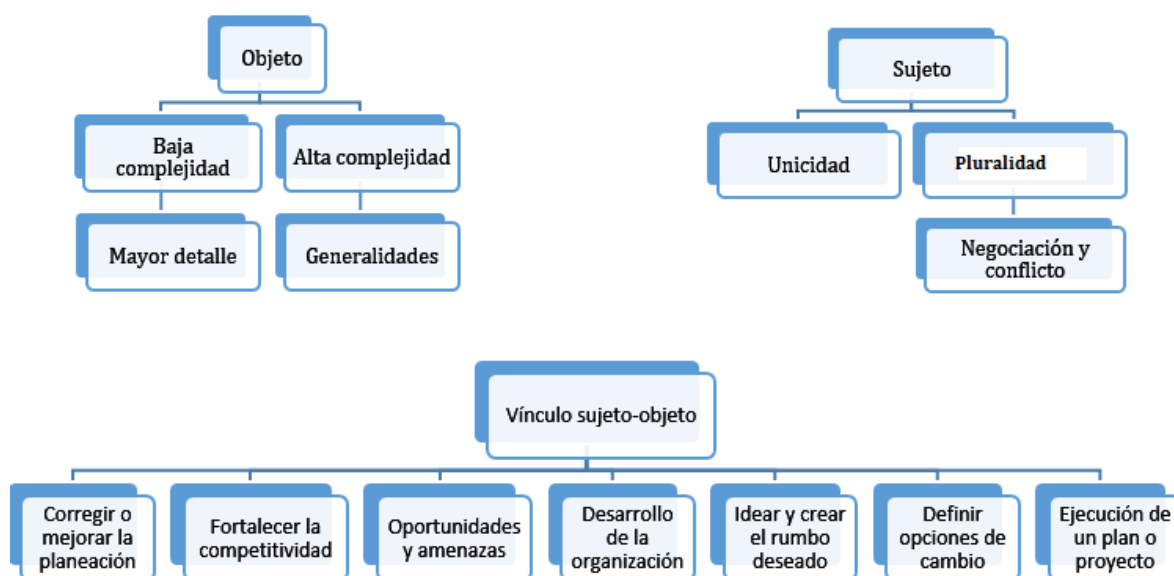 Objeto
Baja
complejidad
Alta complejidad
Mayor detalle
Generalidades
Sujeto
Unicidad
Pluralidad
Negociación y
conflicto
Vínculo sujeto-objeto
Corregir o
mejorar la
planeación
Fortalecer la
competitividad
Oportunidades
y amenazas
Desarrollo
de la
organización
Idear y crear
el rumbo
deseado
Definir
opciones de
cambio
Ejecución de
un plan o
proyecto